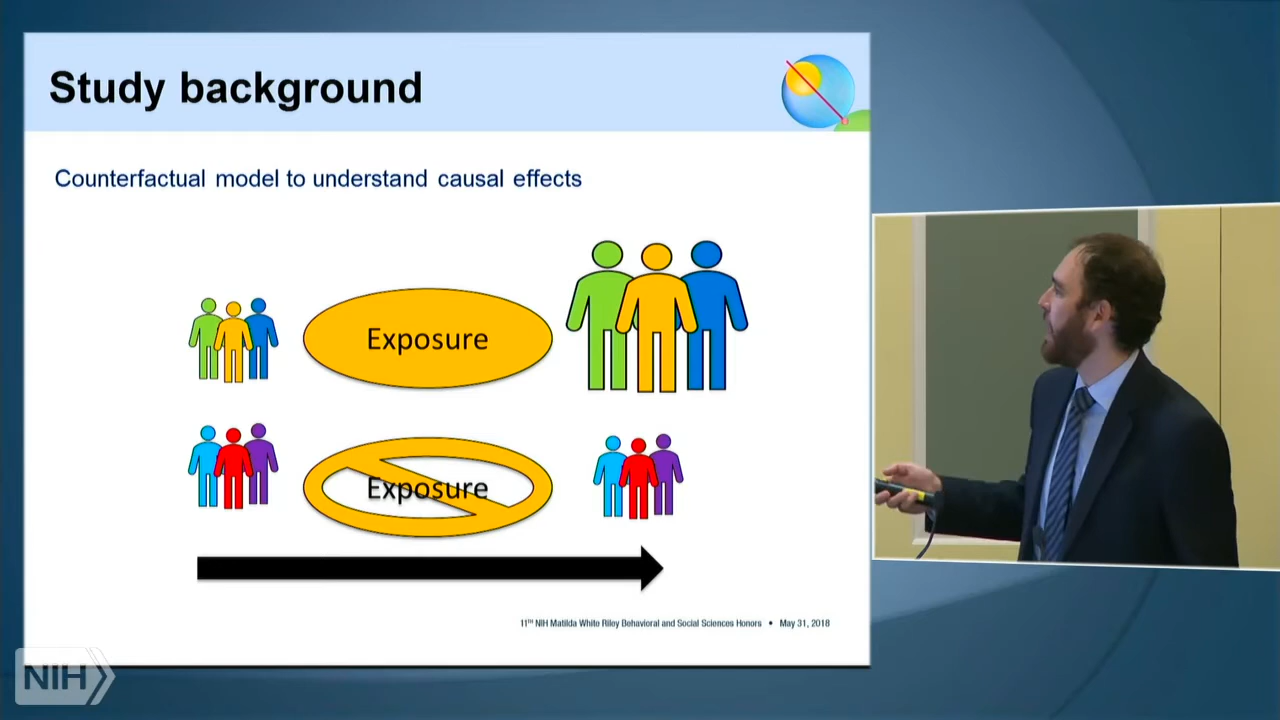 Study background
Counterfactual model to understand causal effects
Exposure
Exposure
11TH NIH Matilda White Riley Behavioral and Social Sciences Honors • May 31, 2018
NIH